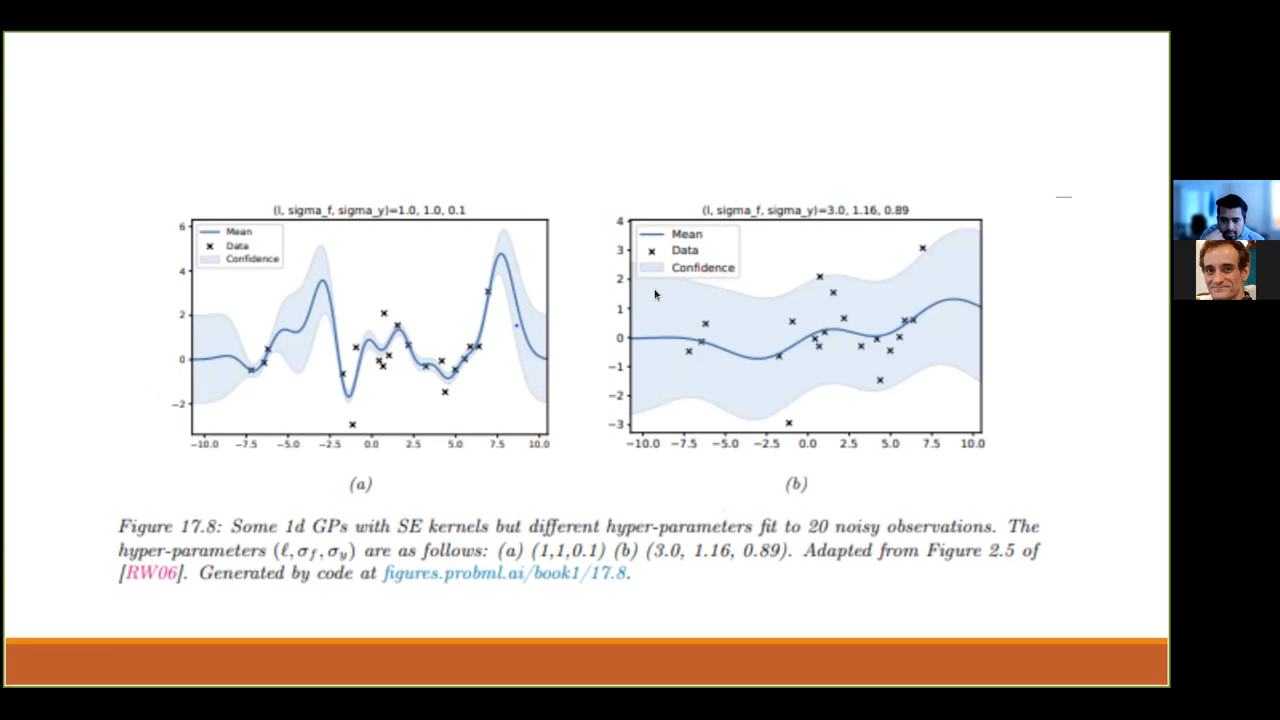 (l, sigma_f, sigma_y)=1.0, 1.0, 0.1
Mean
Data
Confidence
6
4
2
0
−2
−10.0 −7.5 −5.0 −2.5 0.0 2.5 5.0 7.5 10.0
(a)
(l, sigma_f, sigma_y)=3.0, 1.16, 0.89
Mean
Data
Confidence
4
3
2
1
0
−1
−2
−3
−10.0 −7.5 −5.0 −2.5 0.0 2.5 5.0 7.5 10.0
(b)
Figure 17.8: Some 1d GPs with SE kernels but different hyper-parameters fit to 20 noisy observations. The
hyper-parameters (ℓ, σf, σy) are as follows: (a) (1,1,0.1) (b) (3.0, 1.16, 0.89). Adapted from Figure 2.5 of
[RW06]. Generated by code at figures.probml.ai/book1/17.8.